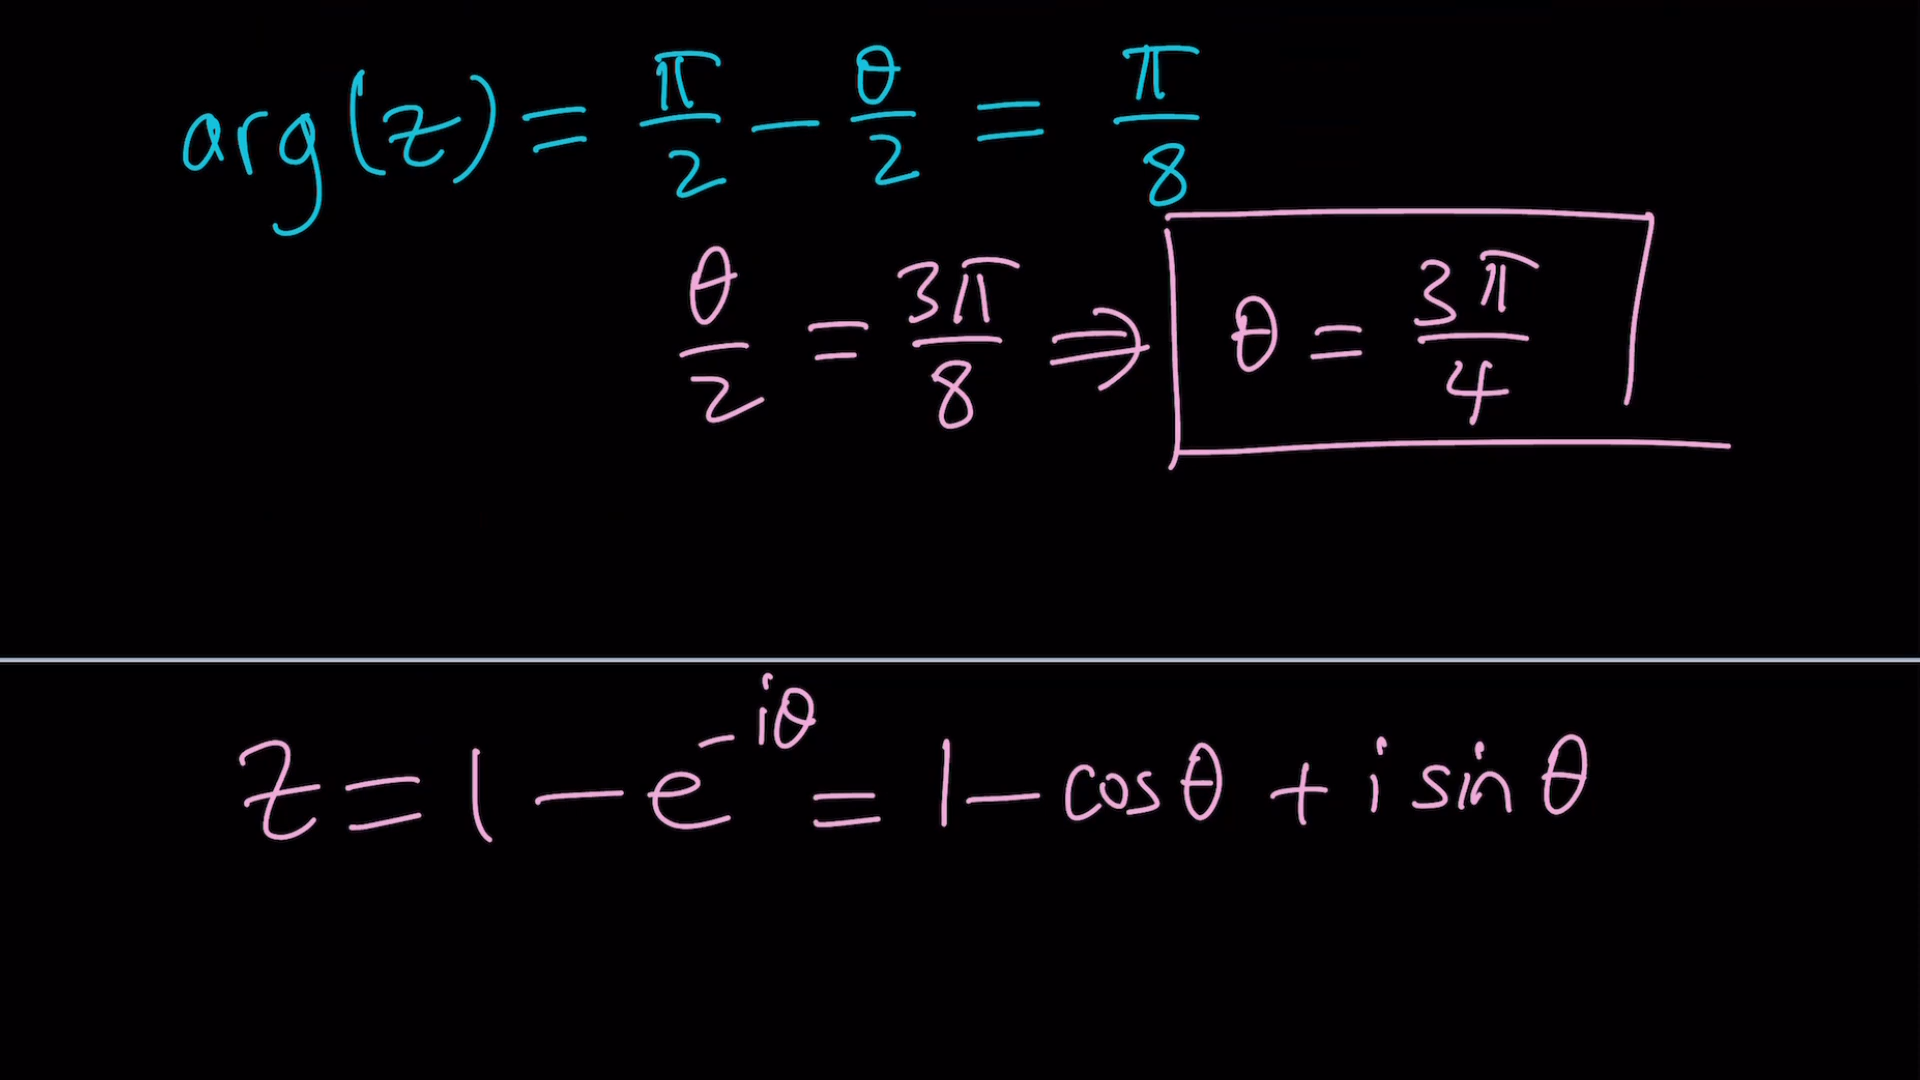 arg(z) = π/2 − θ/2 = π/8
θ/2 = 3π/8 ⇒ θ = 3π/4
z = 1 − e^{−iθ} = 1 − cos θ + i sin θ